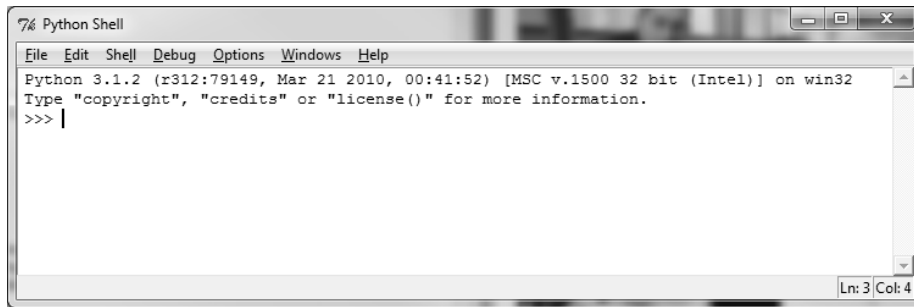 Python Shell
File Edit Shell Debug Options Windows Help
Python 3.1.2 (r312:79149, Mar 21 2010, 00:41:52) [MSC v.1500 32 bit (Intel)] on win32
Type "copyright", "credits" or "license()" for more information.
>>>
Ln: 3 Col: 4